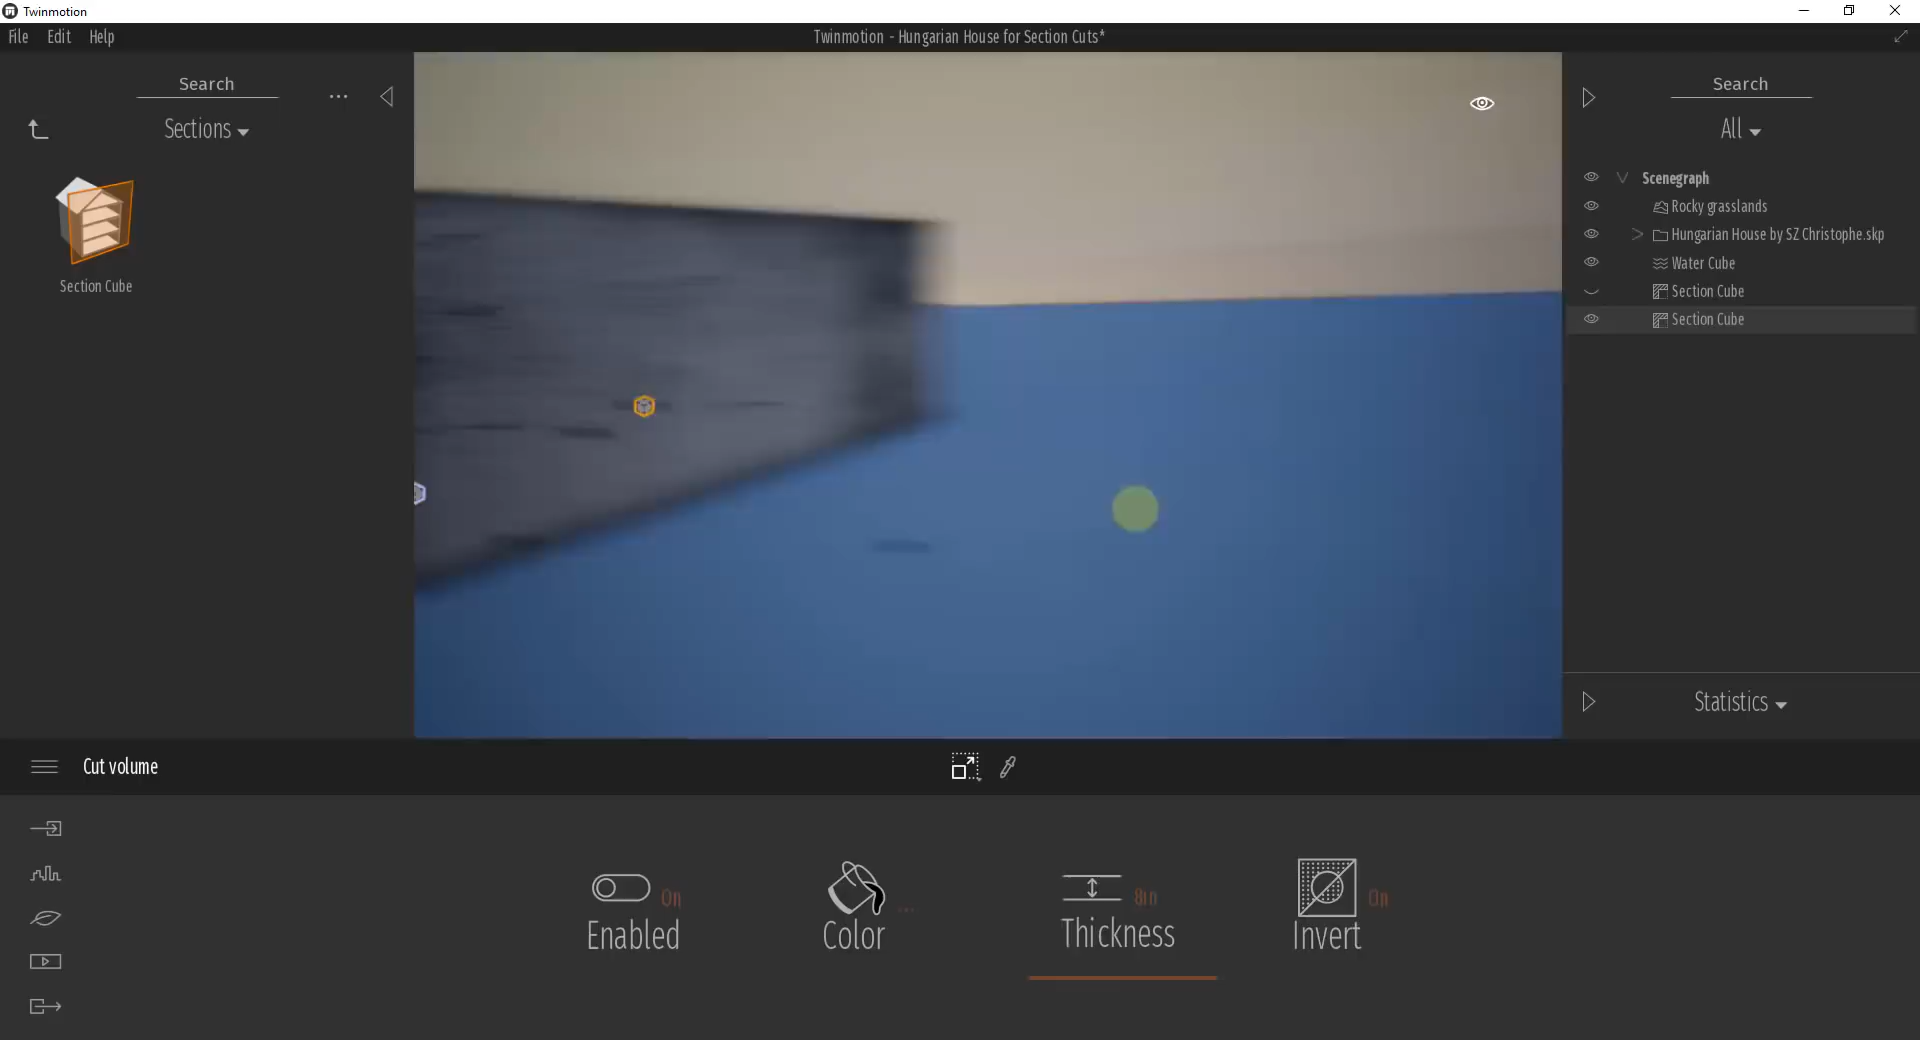 Twinmotion
File Edit Help
Twinmotion - Hungarian House for Section Cuts*
Search
...
Sections
Section Cube
Search
All
Scenegraph
Rocky grasslands
Hungarian House by SZ Christophe.skp
Water Cube
Section Cube
Section Cube
Statistics
Cut volume
On
Enabled
...
Color
8in
Thickness
On
Invert